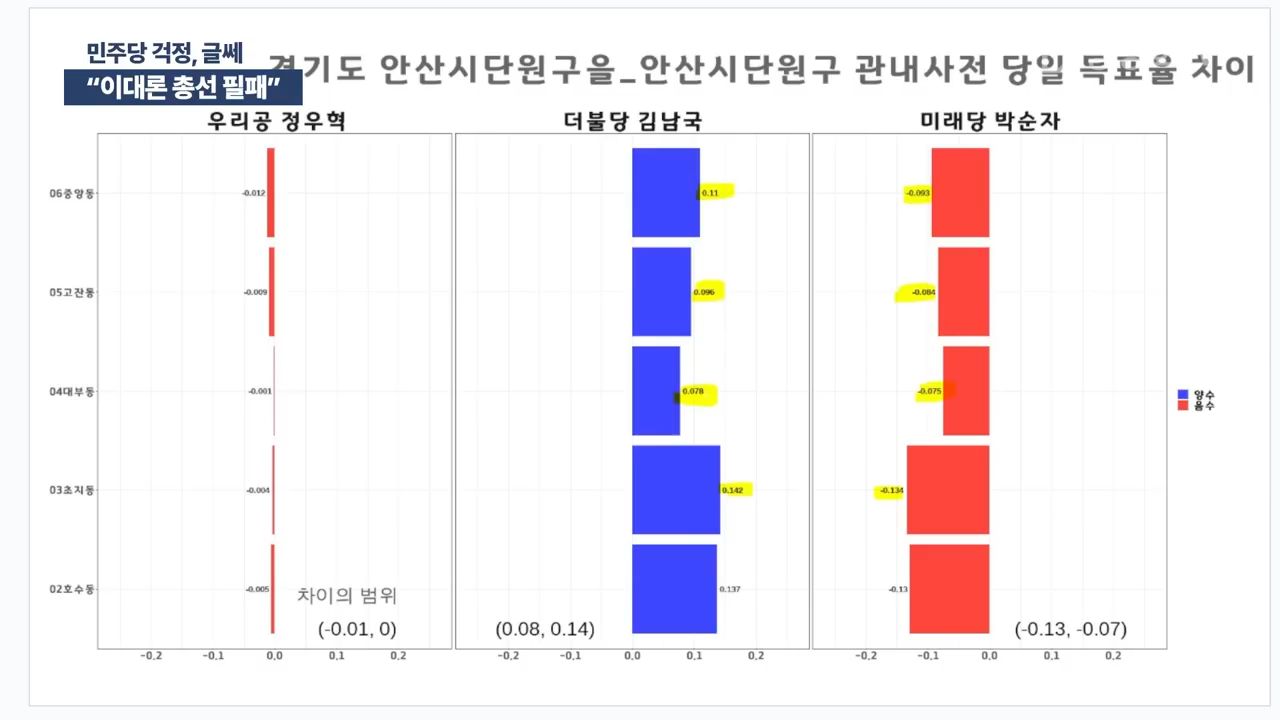 민주당 걱정, 글쎄
“이대론 총선 필패”
경기도 안산시단원구을_안산시단원구 관내사전 당일 득표율 차이
우리공 정우혁
더불당 김남국
미래당 박순자
06중앙동
-0.012
0.11
-0.093
05고잔동
-0.009
0.096
-0.084
04대부동
-0.001
0.078
-0.075
양수
음수
03초지동
-0.004
0.142
-0.134
02호수동
-0.005
0.137
-0.13
차이의 범위
(-0.01, 0)
(0.08, 0.14)
(-0.13, -0.07)
-0.2 -0.1 0.0 0.1 0.2
-0.2 -0.1 0.0 0.1 0.2
-0.2 -0.1 0.0 0.1 0.2